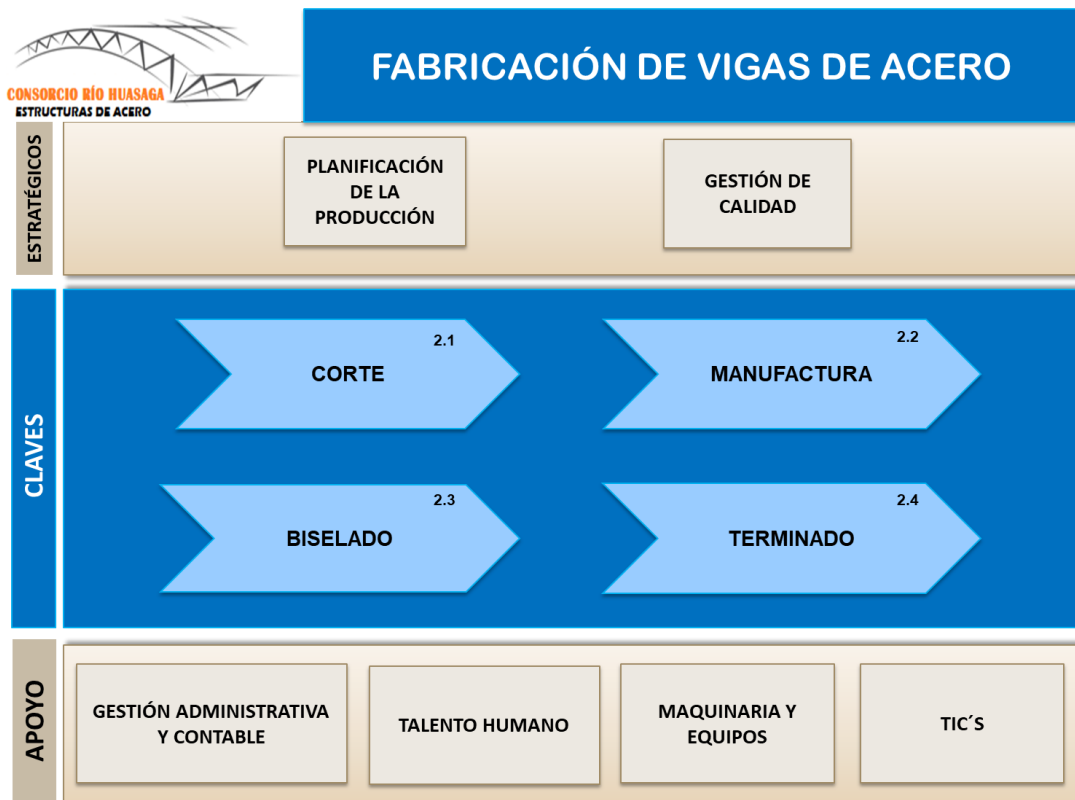 CONSORCIO RÍO HUASAGA
ESTRUCTURAS DE ACERO
FABRICACIÓN DE VIGAS DE ACERO
ESTRATÉGICOS
PLANIFICACIÓN
DE LA
PRODUCCIÓN
GESTIÓN DE
CALIDAD
CLAVES
2.1
CORTE
2.2
MANUFACTURA
2.3
BISELADO
2.4
TERMINADO
APOYO
GESTIÓN ADMINISTRATIVA
Y CONTABLE
TALENTO HUMANO
MAQUINARIA Y
EQUIPOS
TIC´S